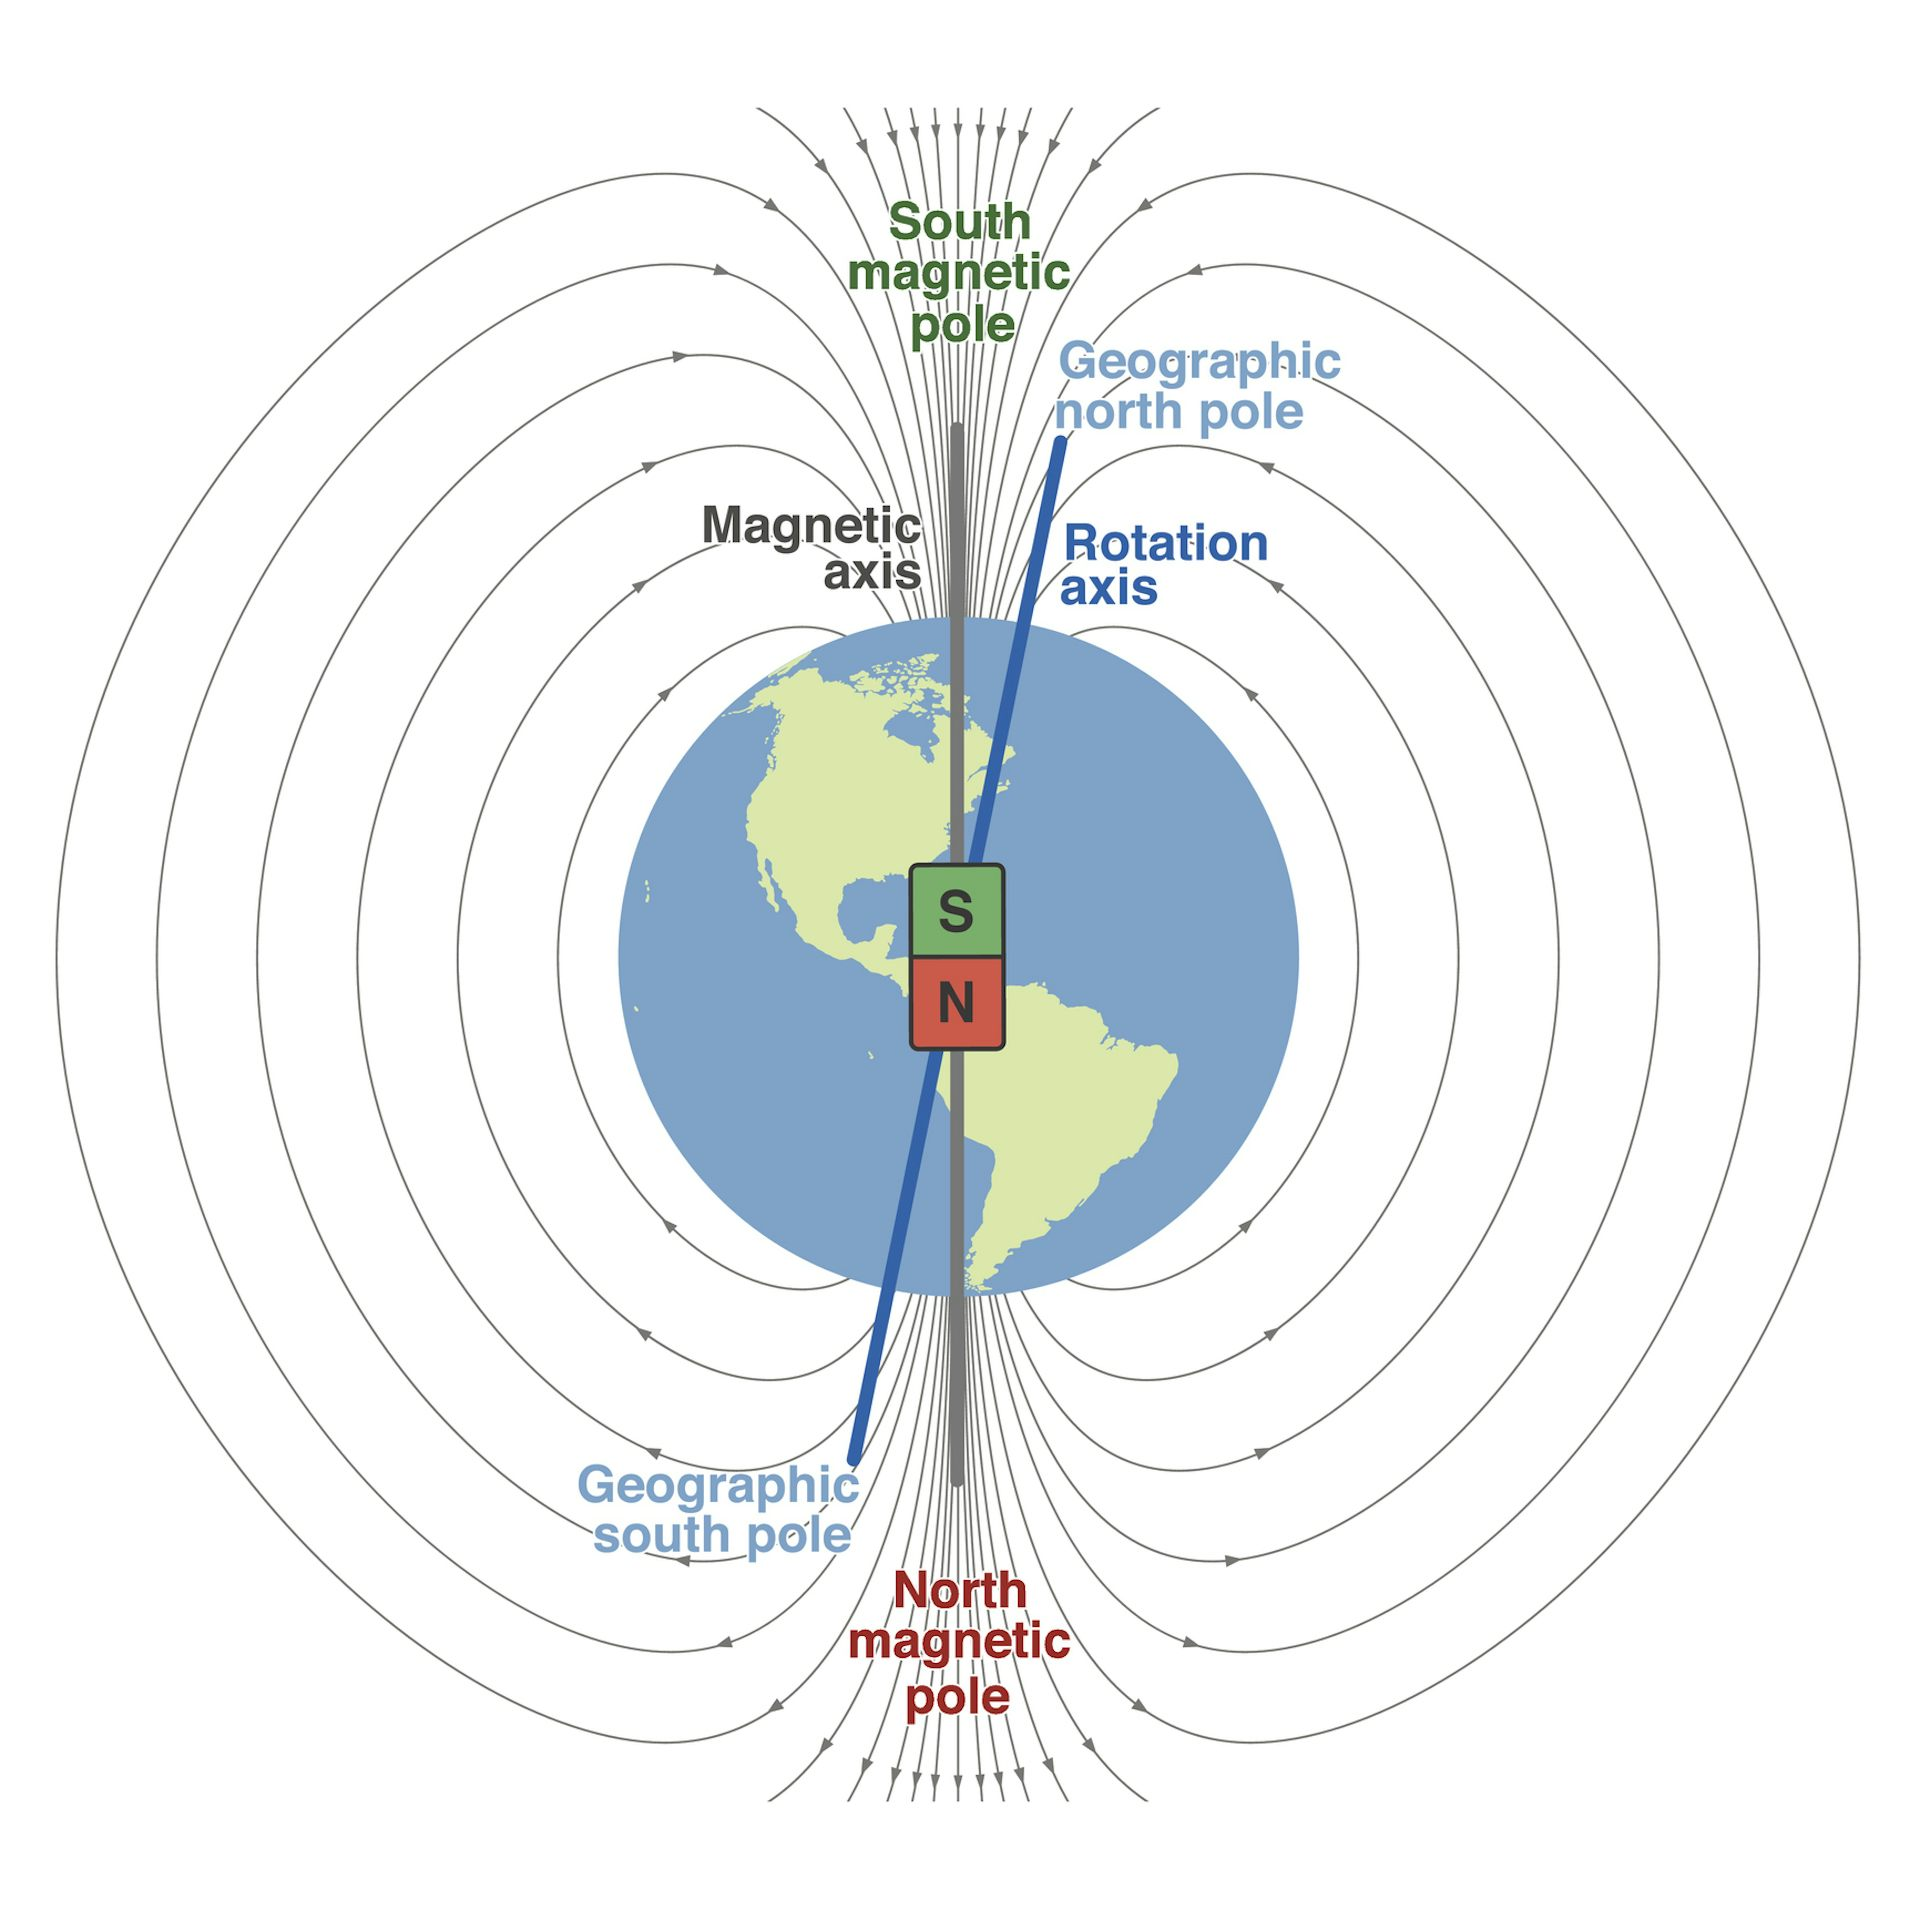 South
magnetic
pole
Geographic
north pole
Magnetic
axis
Rotation
axis
S
N
Geographic
south pole
North
magnetic
pole